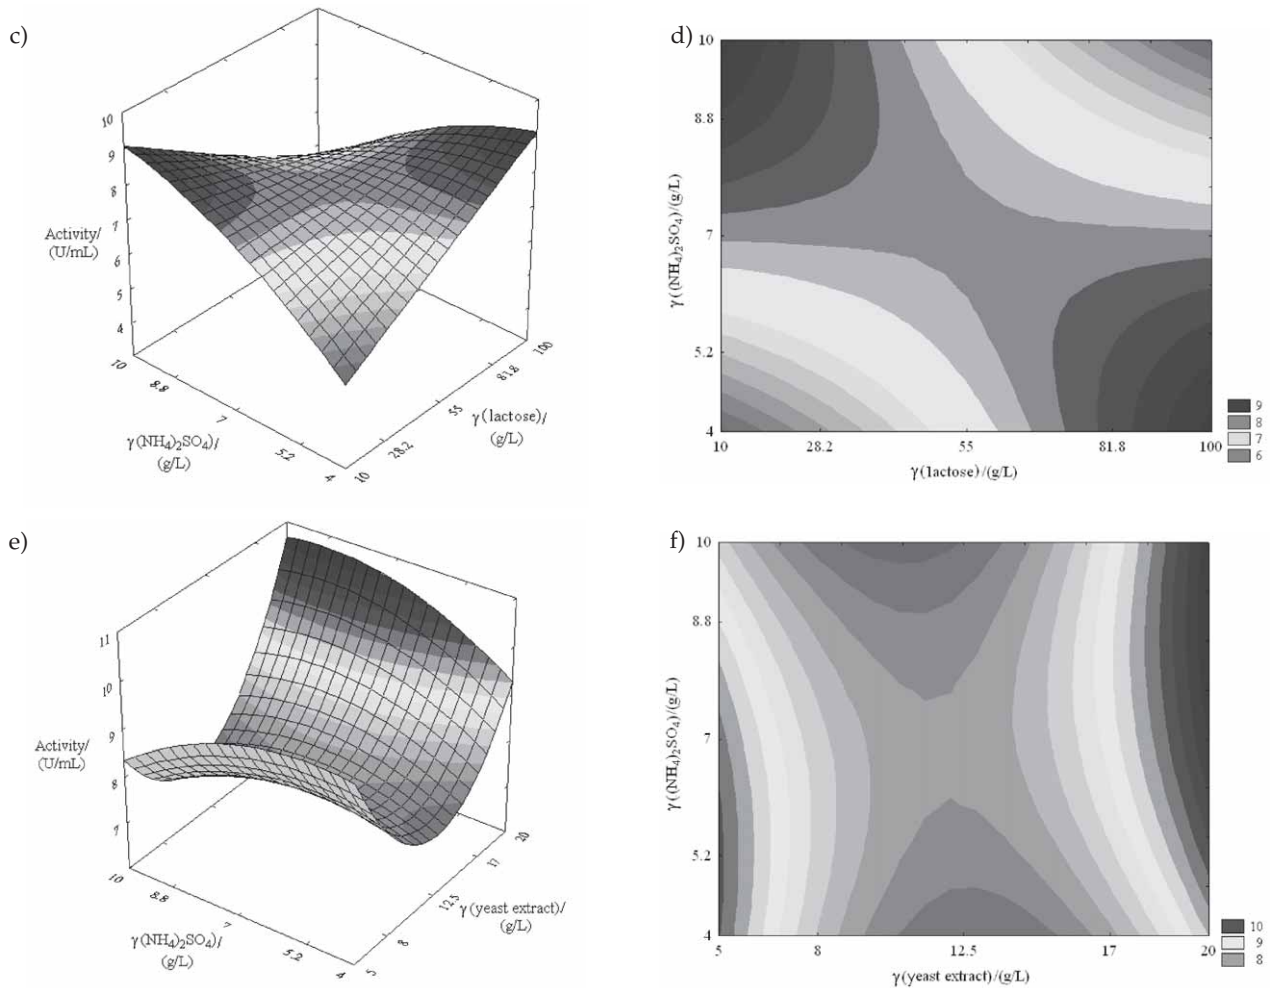 c)
10
9
8
7
6
5
4
Activity/
(U/mL)
10
8.8
7
5.2
4
γ(NH4)2SO4)/
(g/L)
10
28.2
55
81.8
100
γ(lactose)/
(g/L)
d)
10
8.8
7
5.2
4
γ((NH4)2SO4)/(g/L)
10 28.2 55 81.8 100
γ(lactose)/(g/L)
9
8
7
6
e)
11
10
9
8
7
Activity/
(U/mL)
10
8.8
7
5.2
4
γ(NH4)2SO4)/
(g/L)
5
8
12.5
17
20
γ(yeast extract)/
(g/L)
f)
10
8.8
7
5.2
4
γ((NH4)2SO4)/(g/L)
5 8 12.5 17 20
γ(yeast extract)/(g/L)
10
9
8